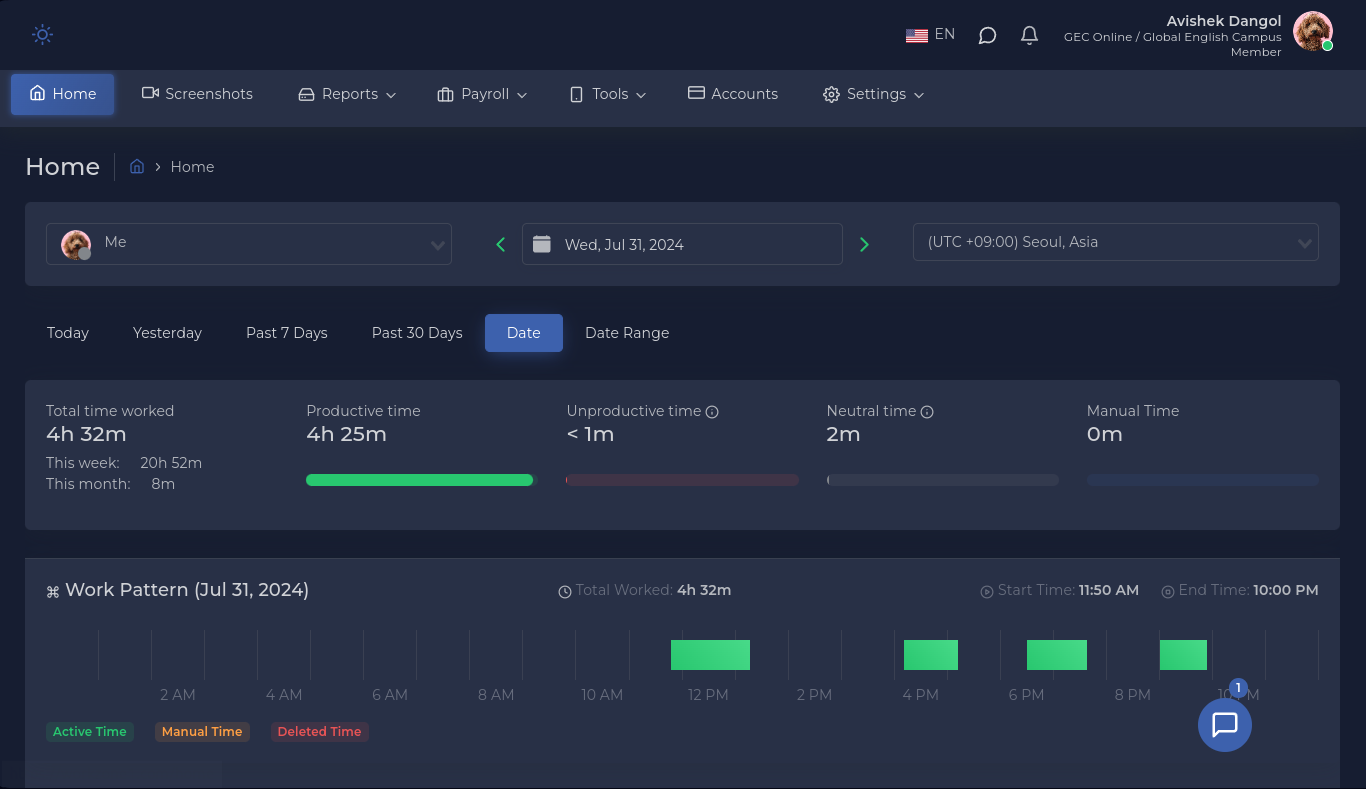 EN
Avishek Dangol
GEC Online / Global English Campus
Member
Home Screenshots Reports Payroll Tools Accounts Settings
Home Home
Me Wed, Jul 31, 2024 (UTC +09:00) Seoul, Asia
Today Yesterday Past 7 Days Past 30 Days Date Date Range
Total time worked Productive time Unproductive time Neutral time Manual Time
4h 32m 4h 25m < 1m 2m 0m
This week: 20h 52m
This month: 8m
Work Pattern (Jul 31, 2024) Total Worked: 4h 32m Start Time: 11:50 AM End Time: 10:00 PM
2 AM 4 AM 6 AM 8 AM 10 AM 12 PM 2 PM 4 PM 6 PM 8 PM 10 PM
1
Active Time Manual Time Deleted Time